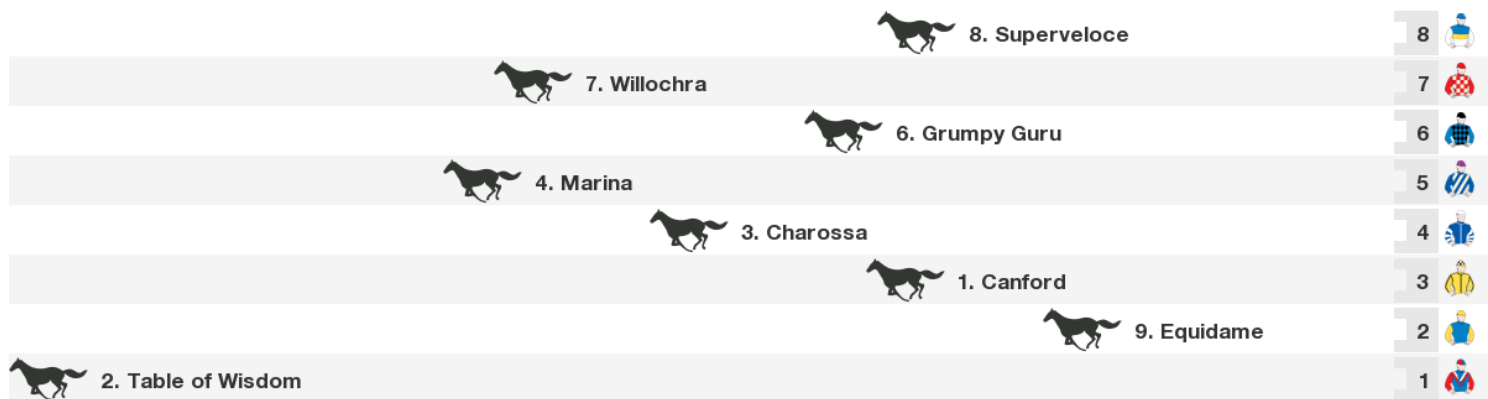 8. Superveloce 8
7. Willochra 7
6. Grumpy Guru 6
4. Marina 5
3. Charossa 4
1. Canford 3
9. Equidame 2
2. Table of Wisdom 1